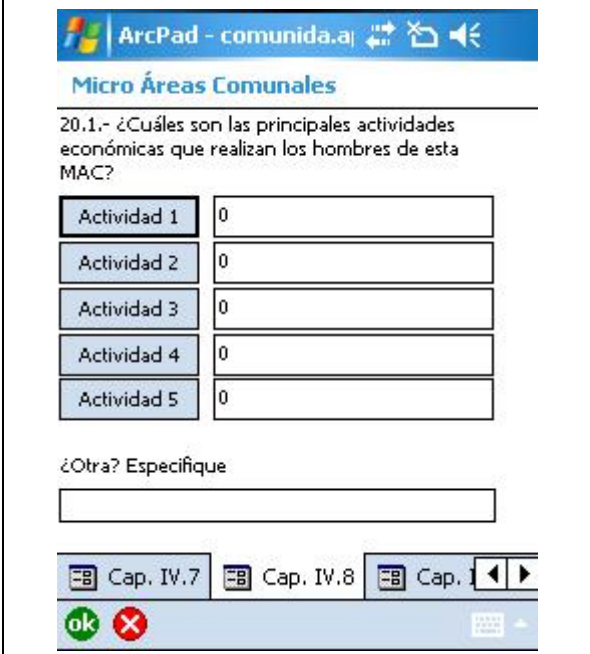 ArcPad - comunida.a
Micro Áreas Comunales
20.1.- ¿Cuáles son las principales actividades
económicas que realizan los hombres de esta
MAC?
Actividad 1 0
Actividad 2 0
Actividad 3 0
Actividad 4 0
Actividad 5 0
¿Otra? Especifique
Cap. IV.7 Cap. IV.8 Cap.
ok